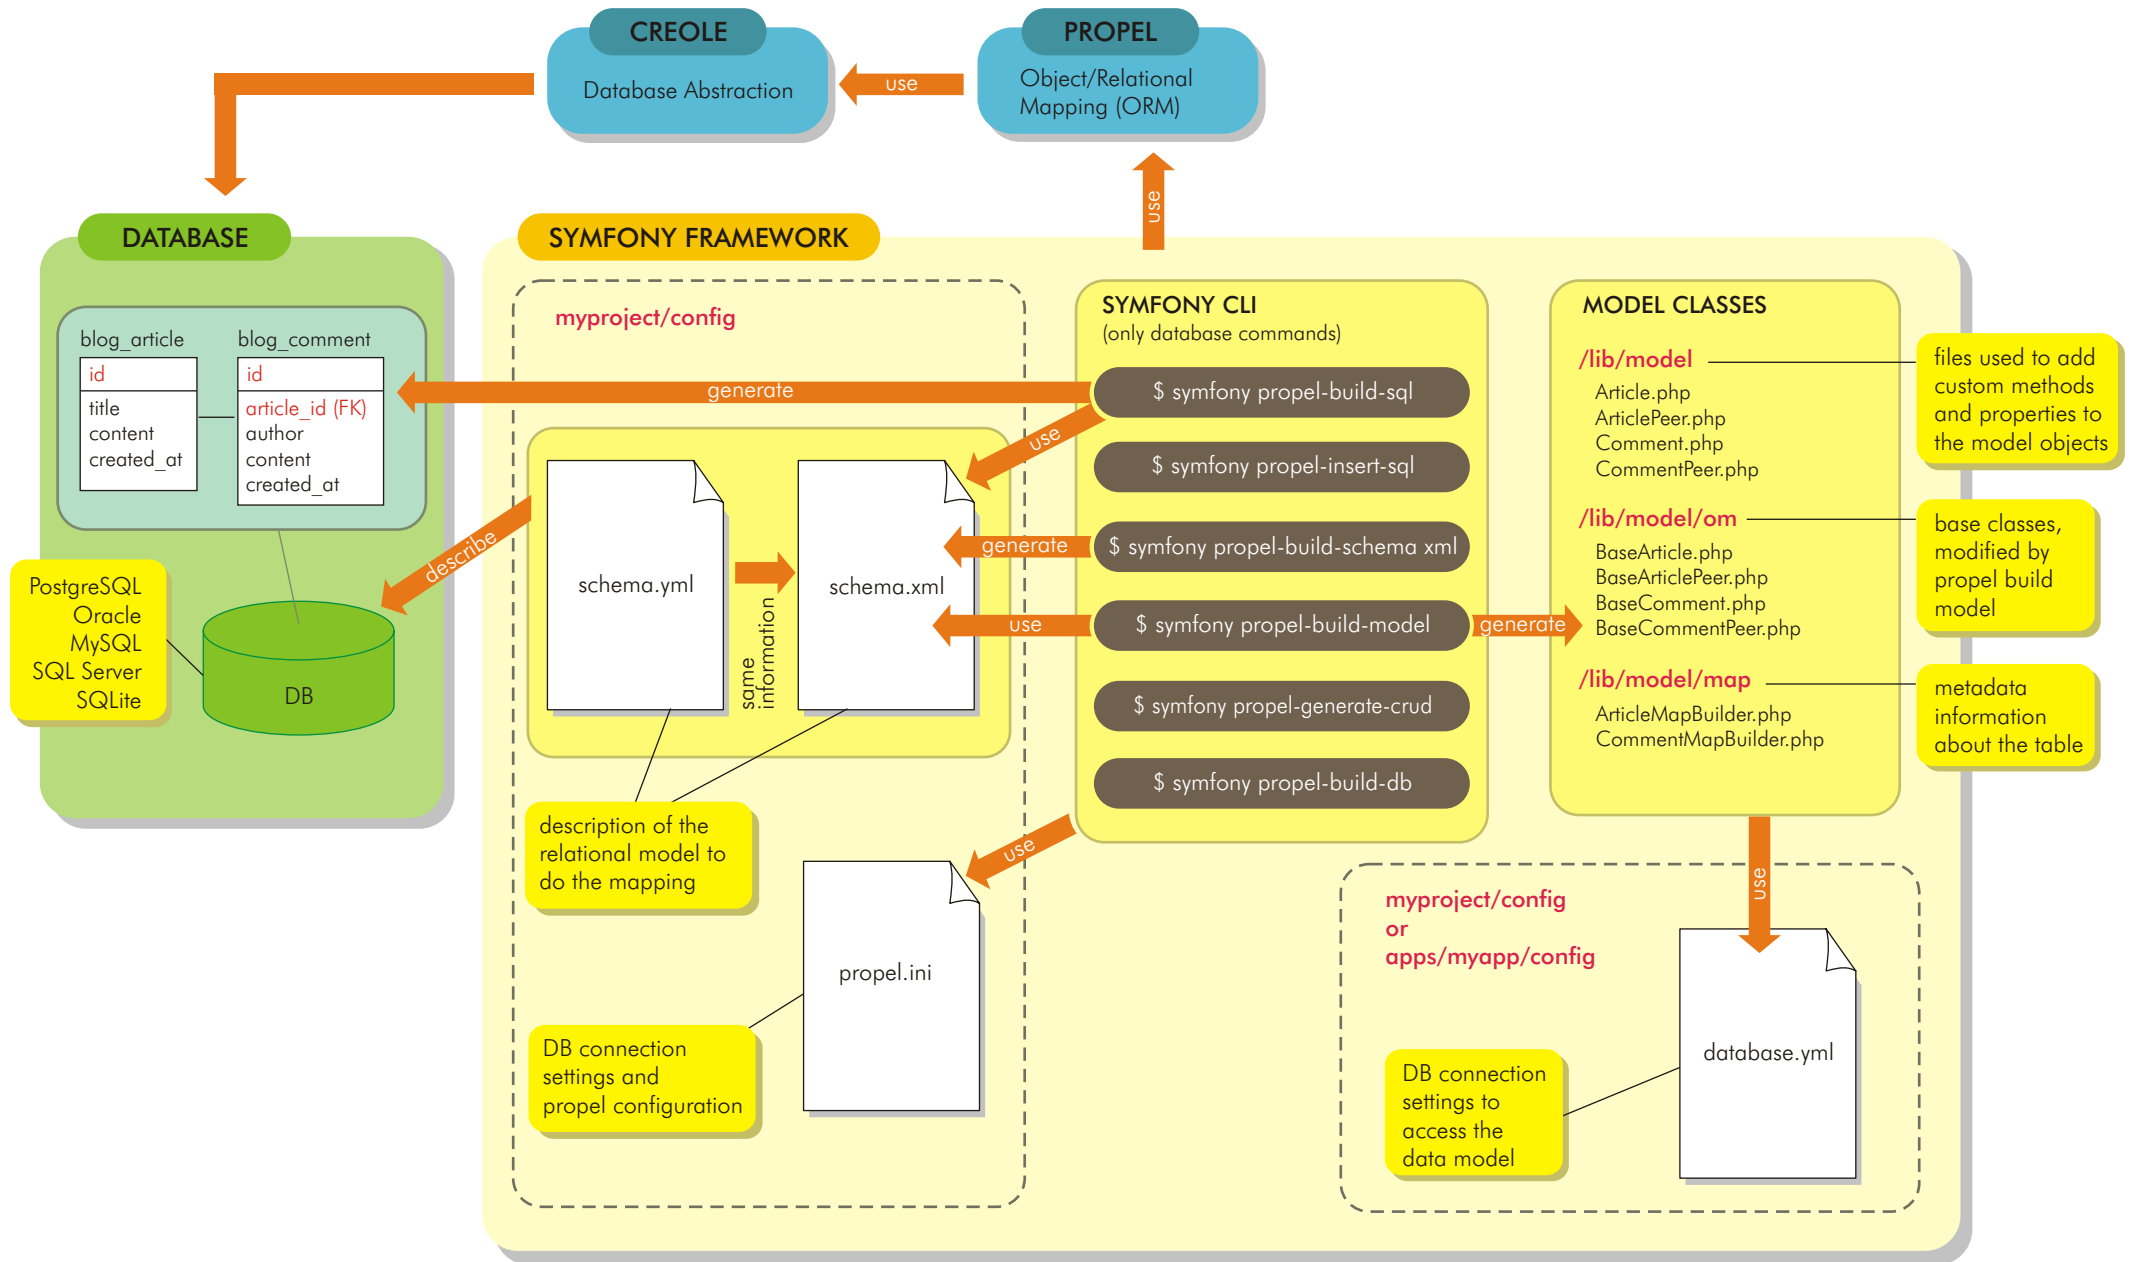 CREOLE
Database Abstraction
use
PROPEL
Object/Relational
Mapping (ORM)
use
DATABASE
blog_article
id
title
content
created_at
blog_comment
id
article_id (FK)
author
content
created_at
PostgreSQL
Oracle
MySQL
SQL Server
SQLite
DB
describe
SYMFONY FRAMEWORK
myproject/config
generate
use
schema.yml
same
information
schema.xml
generate
use
description of the
relational model to
do the mapping
use
propel.ini
DB connection
settings and
propel configuration
SYMFONY CLI
(only database commands)
$ symfony propel-build-sql
$ symfony propel-insert-sql
$ symfony propel-build-schema xml
$ symfony propel-build-model
$ symfony propel-generate-crud
$ symfony propel-build-db
generate
MODEL CLASSES
/lib/model
Article.php
ArticlePeer.php
Comment.php
CommentPeer.php
/lib/model/om
BaseArticle.php
BaseArticlePeer.php
BaseComment.php
BaseCommentPeer.php
/lib/model/map
ArticleMapBuilder.php
CommentMapBuilder.php
files used to add
custom methods
and properties to
the model objects
base classes,
modified by
propel build
model
metadata
information
about the table
use
myproject/config
or
apps/myapp/config
database.yml
DB connection
settings to
access the
data model